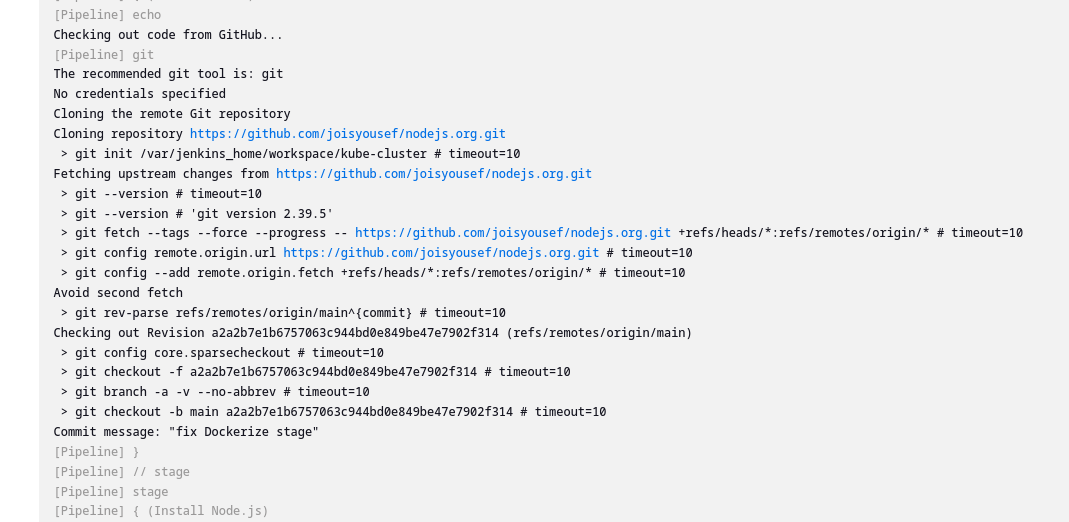 [Pipeline] echo
Checking out code from GitHub...
[Pipeline] git
The recommended git tool is: git
No credentials specified
Cloning the remote Git repository
Cloning repository https://github.com/joisyousef/nodejs.org.git
 > git init /var/jenkins_home/workspace/kube-cluster # timeout=10
Fetching upstream changes from https://github.com/joisyousef/nodejs.org.git
 > git --version # timeout=10
 > git --version # 'git version 2.39.5'
 > git fetch --tags --force --progress -- https://github.com/joisyousef/nodejs.org.git +refs/heads/*:refs/remotes/origin/* # timeout=10
 > git config remote.origin.url https://github.com/joisyousef/nodejs.org.git # timeout=10
 > git config --add remote.origin.fetch +refs/heads/*:refs/remotes/origin/* # timeout=10
Avoid second fetch
 > git rev-parse refs/remotes/origin/main^{commit} # timeout=10
Checking out Revision a2a2b7e1b6757063c944bd0e849be47e7902f314 (refs/remotes/origin/main)
 > git config core.sparsecheckout # timeout=10
 > git checkout -f a2a2b7e1b6757063c944bd0e849be47e7902f314 # timeout=10
 > git branch -a -v --no-abbrev # timeout=10
 > git checkout -b main a2a2b7e1b6757063c944bd0e849be47e7902f314 # timeout=10
Commit message: "fix Dockerize stage"
[Pipeline] }
[Pipeline] // stage
[Pipeline] stage
[Pipeline] { (Install Node.js)